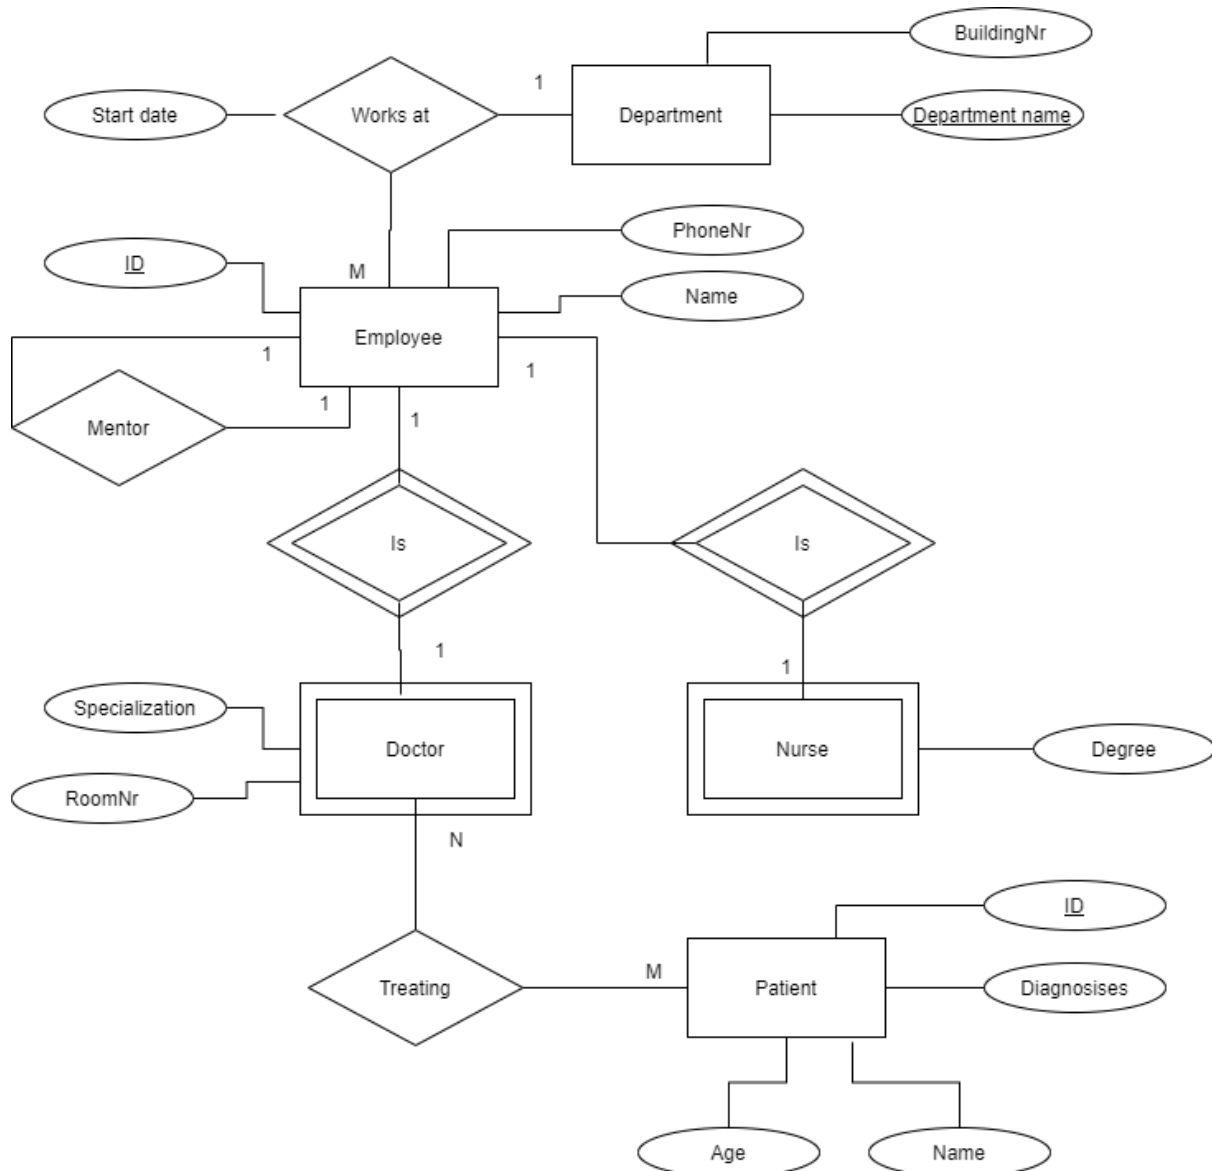 BuildingNr
1
Start date
Works at
Department
Department name
PhoneNr
ID
M
Name
Employee
1
1
1
1
Mentor
Is
Is
1
1
Specialization
Doctor
Nurse
Degree
RoomNr
N
ID
M
Treating
Patient
Diagnosises
Age
Name